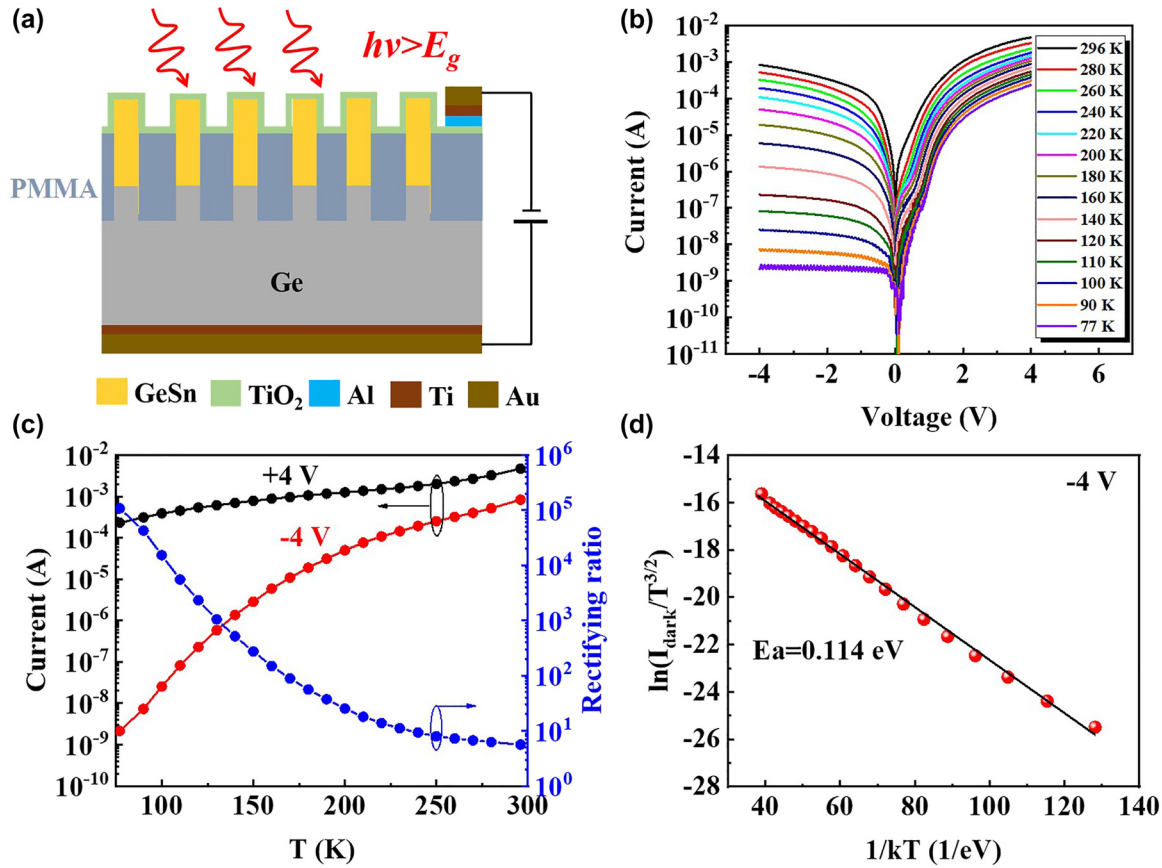 (a)
hν>E_g
PMMA
Ge
GeSn TiO₂ Al Ti Au
(b)
Current (A)
10⁻¹
10⁻²
10⁻³
10⁻⁴
10⁻⁵
10⁻⁶
10⁻⁷
10⁻⁸
10⁻⁹
10⁻¹⁰
10⁻¹¹
296 K
280 K
260 K
240 K
220 K
200 K
180 K
160 K
140 K
120 K
110 K
100 K
90 K
77 K
-4 -2 0 2 4 6
Voltage (V)
(c)
Current (A)
10⁻²
10⁻³
10⁻⁴
10⁻⁵
10⁻⁶
10⁻⁷
10⁻⁸
10⁻⁹
10⁻¹⁰
+4 V
-4 V
10⁶
10⁵
10⁴
10³
10²
10¹
10⁰
Rectifying ratio
100 150 200 250 300
T (K)
(d)
ln(I_dark/T^3/2)
-14
-16
-18
-20
-22
-24
-26
-28
-4 V
Ea=0.114 eV
40 60 80 100 120 140
1/kT (1/eV)